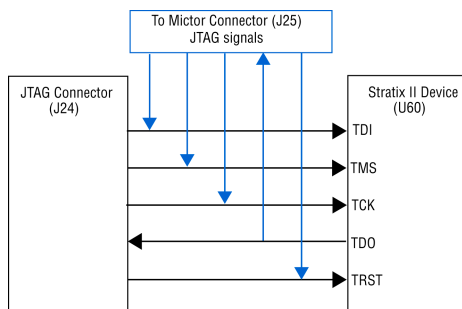 To Mictor Connector (J25)
JTAG signals
JTAG Connector
(J24)
Stratix II Device
(U60)
TDI
TMS
TCK
TDO
TRST